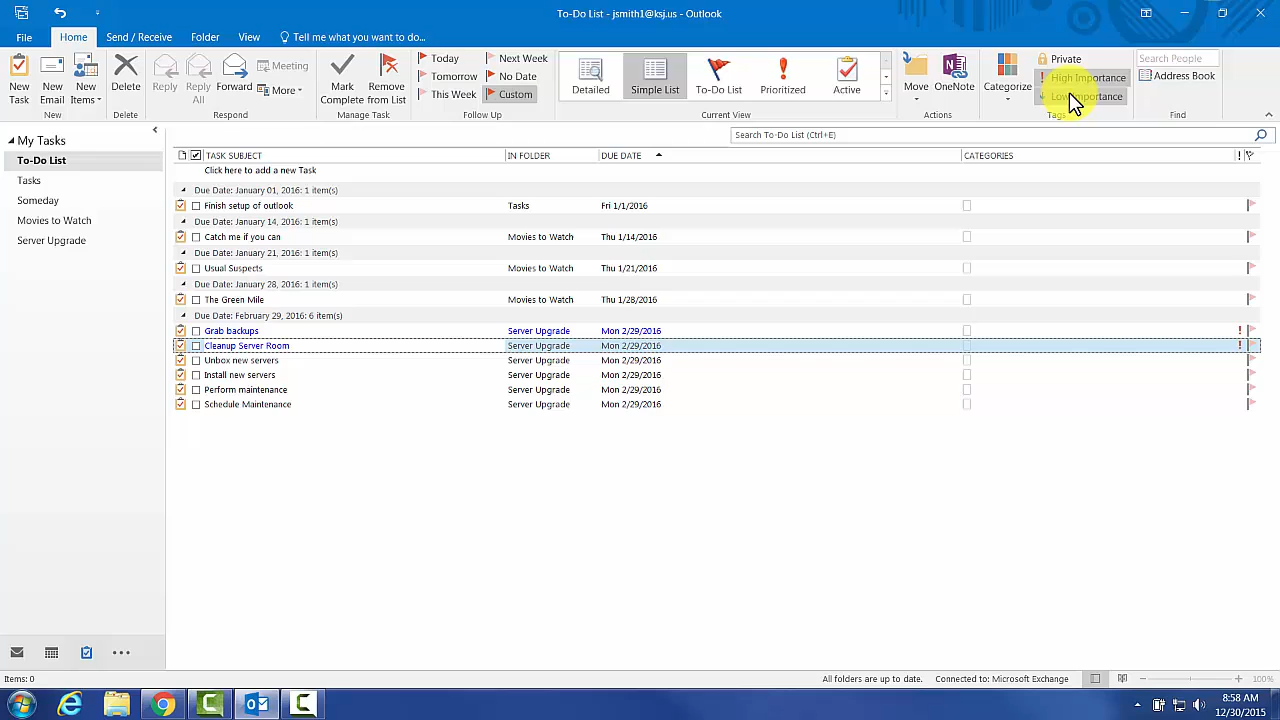 To-Do List - jsmith1@ksj.us - Outlook
File Home Send / Receive Folder View Tell me what you want to do...
New Task
New Email
New Items
Delete
Reply
Reply All
Forward
Meeting
More
Mark Complete
Remove from List
Today
Tomorrow
This Week
Next Week
No Date
Custom
Detailed
Simple List
To-Do List
Prioritized
Active
Move
OneNote
Categorize
Private
High Importance
Low Importance
Search People
Address Book
New Delete Respond Manage Task Follow Up Current View Actions Tags Find
Search To-Do List (Ctrl+E)
My Tasks
To-Do List
Tasks
Someday
Movies to Watch
Server Upgrade
TASK SUBJECT IN FOLDER DUE DATE CATEGORIES !
Click here to add a new Task
Due Date: January 01, 2016: 1 item(s)
Finish setup of outlook Tasks Fri 1/1/2016
Due Date: January 14, 2016: 1 item(s)
Catch me if you can Movies to Watch Thu 1/14/2016
Due Date: January 21, 2016: 1 item(s)
Usual Suspects Movies to Watch Thu 1/21/2016
Due Date: January 28, 2016: 1 item(s)
The Green Mile Movies to Watch Thu 1/28/2016
Due Date: February 29, 2016: 6 item(s)
Grab backups Server Upgrade Mon 2/29/2016 !
Cleanup Server Room Server Upgrade Mon 2/29/2016 !
Unbox new servers Server Upgrade Mon 2/29/2016
Install new servers Server Upgrade Mon 2/29/2016
Perform maintenance Server Upgrade Mon 2/29/2016
Schedule Maintenance Server Upgrade Mon 2/29/2016
Items: 0 All folders are up to date. Connected to: Microsoft Exchange 100%
8:58 AM
12/30/2015